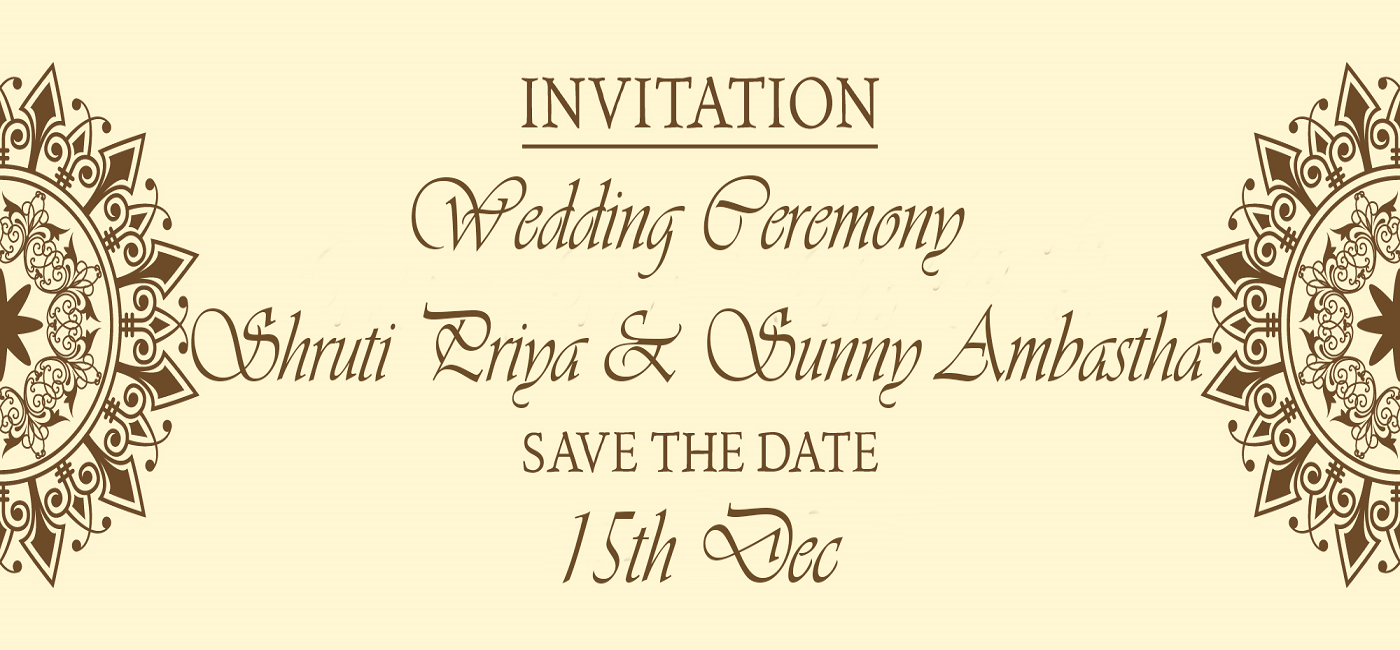 INVITATION
Wedding Ceremony
Shruti Priya & Sunny Ambastha
SAVE THE DATE
15th Dec